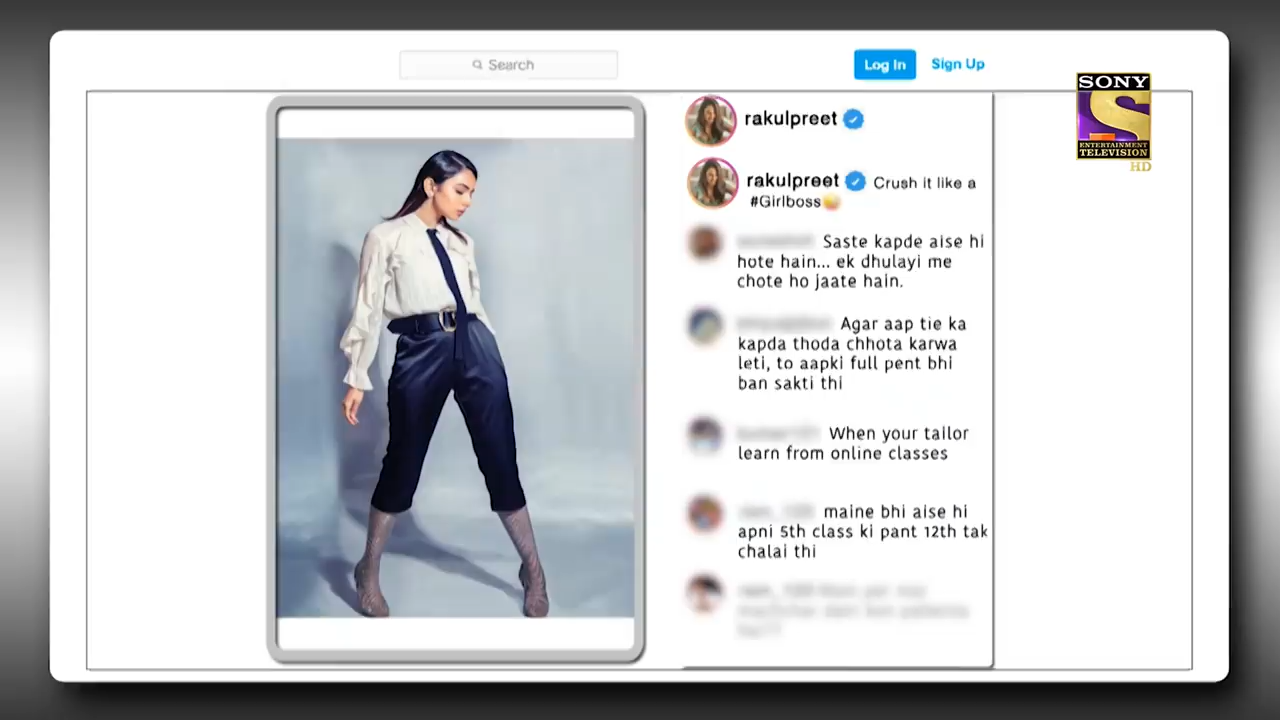 Search
Log In
Sign Up
SONY
ENTERTAINMENT
TELEVISION
HD
rakulpreet
rakulpreet Crush it like a
#Girlboss
Saste kapde aise hi
hote hain... ek dhulayi me
chote ho jaate hain.
Agar aap tie ka
kapda thoda chhota karwa
leti, to aapki full pent bhi
ban sakti thi
When your tailor
learn from online classes
maine bhi aise hi
apni 5th class ki pant 12th tak
chalai thi